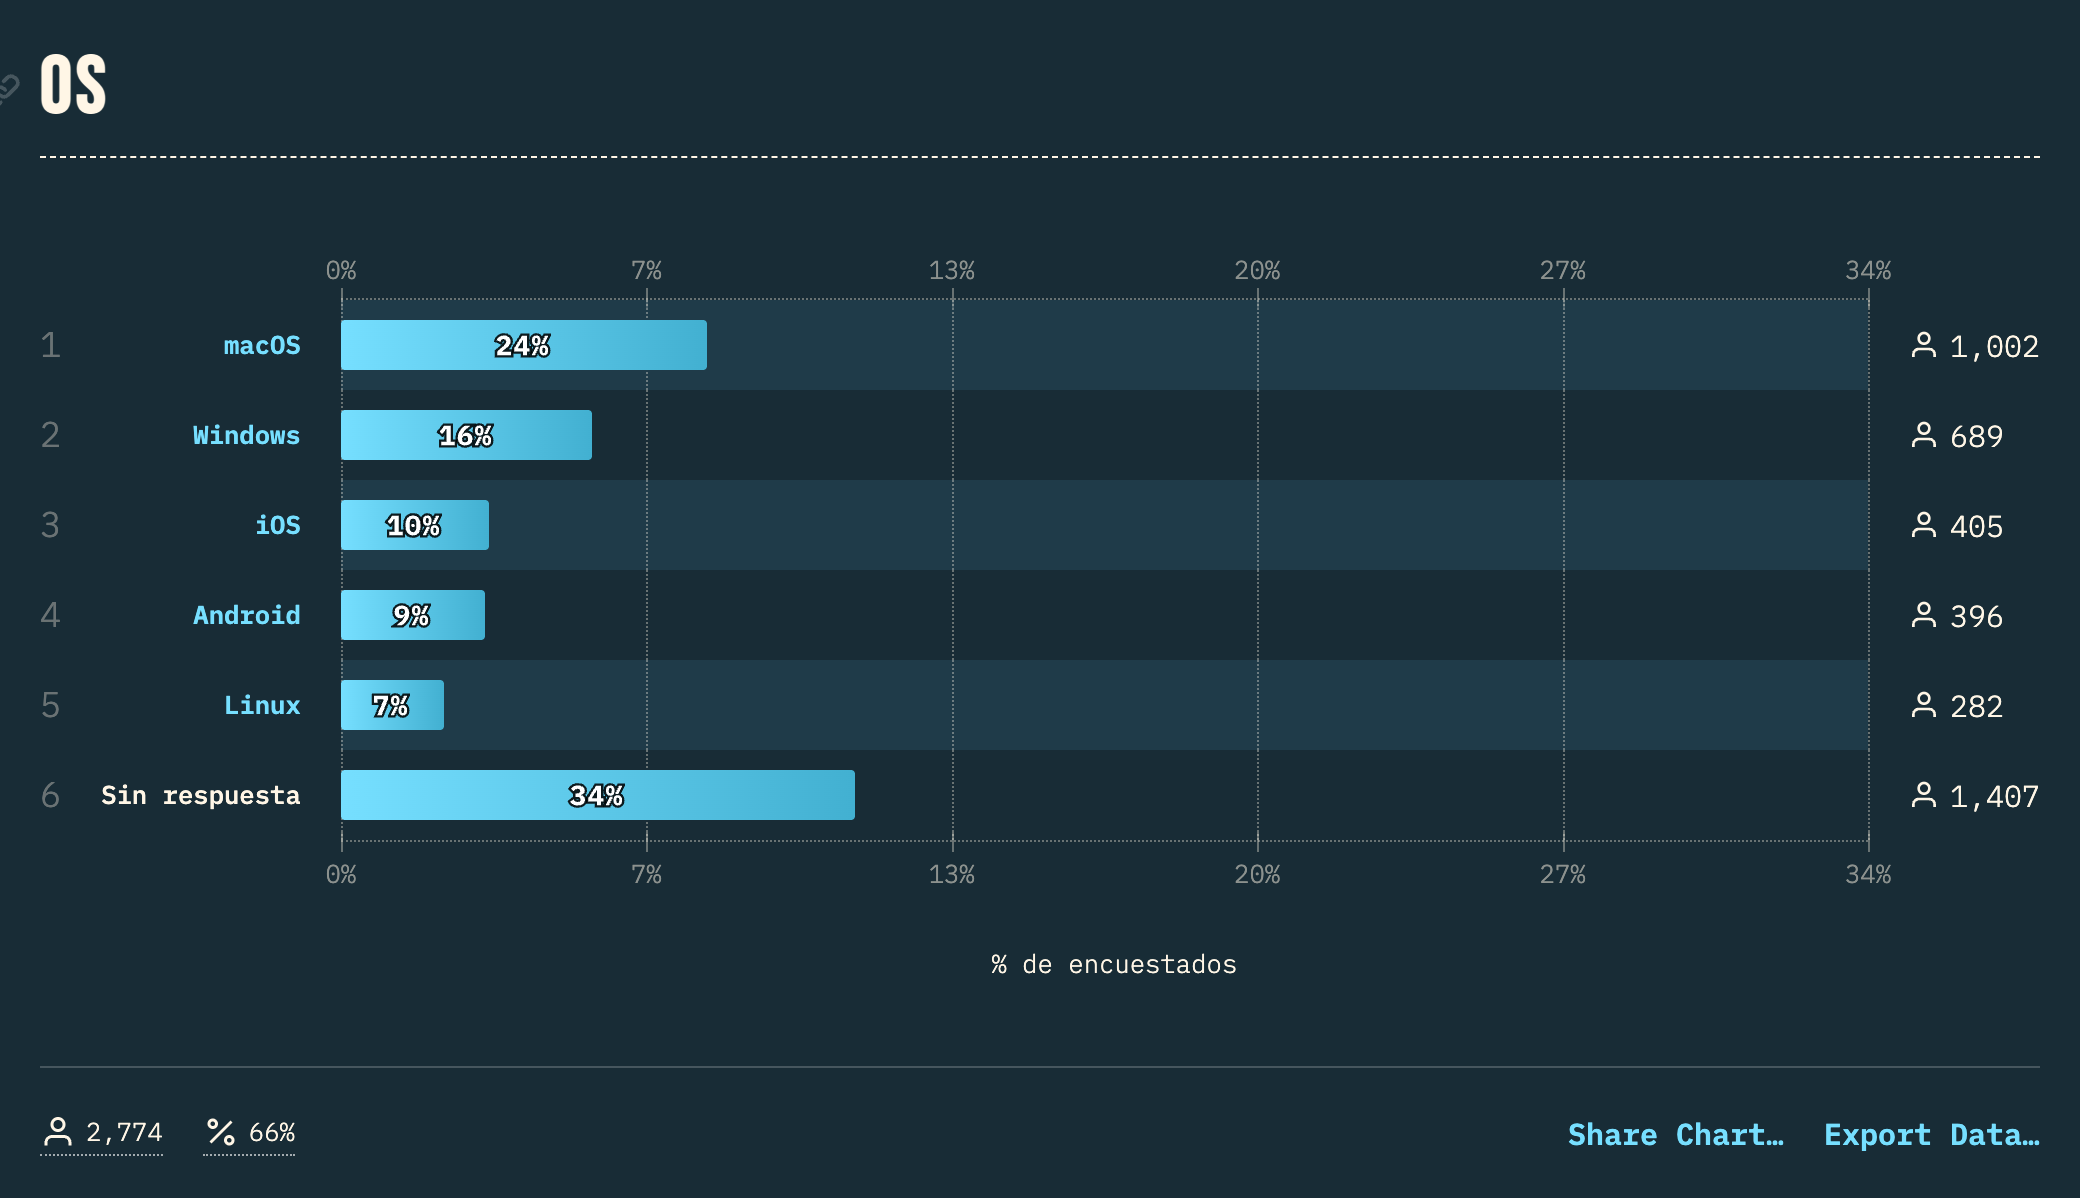 OS
0% 7% 13% 20% 27% 34%
1 macOS 24% 1,002
2 Windows 16% 689
3 iOS 10% 405
4 Android 9% 396
5 Linux 7% 282
6 Sin respuesta 34% 1,407
0% 7% 13% 20% 27% 34%
% de encuestados
2,774 66% Share Chart… Export Data…